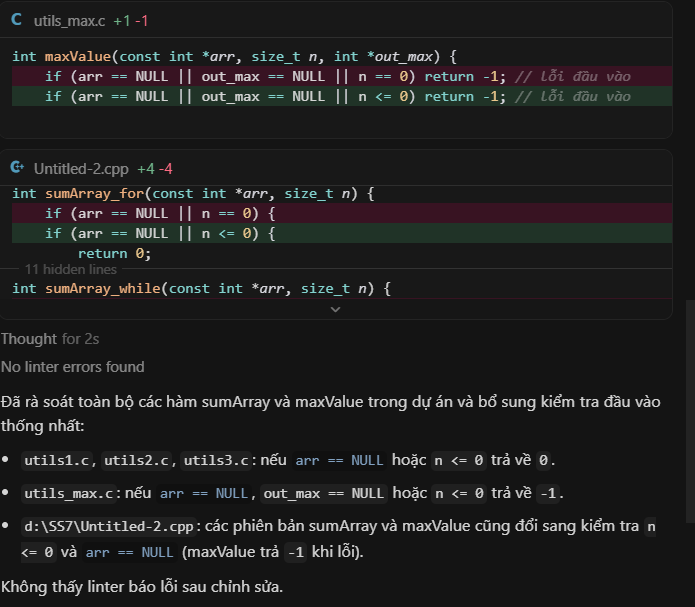 C utils_max.c +1 -1
int maxValue(const int *arr, size_t n, int *out_max) {
if (arr == NULL || out_max == NULL || n == 0) return -1; // lỗi đầu vào
if (arr == NULL || out_max == NULL || n <= 0) return -1; // lỗi đầu vào
C+ Untitled-2.cpp +4 -4
int sumArray_for(const int *arr, size_t n) {
if (arr == NULL || n == 0) {
if (arr == NULL || n <= 0) {
return 0;
11 hidden lines
int sumArray_while(const int *arr, size_t n) {
Thought for 2s
No linter errors found
Đã rà soát toàn bộ các hàm sumArray và maxValue trong dự án và bổ sung kiểm tra đầu vào
thống nhất:
• utils1.c, utils2.c, utils3.c: nếu arr == NULL hoặc n <= 0 trả về 0.
• utils_max.c: nếu arr == NULL, out_max == NULL hoặc n <= 0 trả về -1.
• d:\SS7\Untitled-2.cpp: các phiên bản sumArray và maxValue cũng đổi sang kiểm tra n
<= 0 và arr == NULL (maxValue trả -1 khi lỗi).
Không thấy linter báo lỗi sau chỉnh sửa.